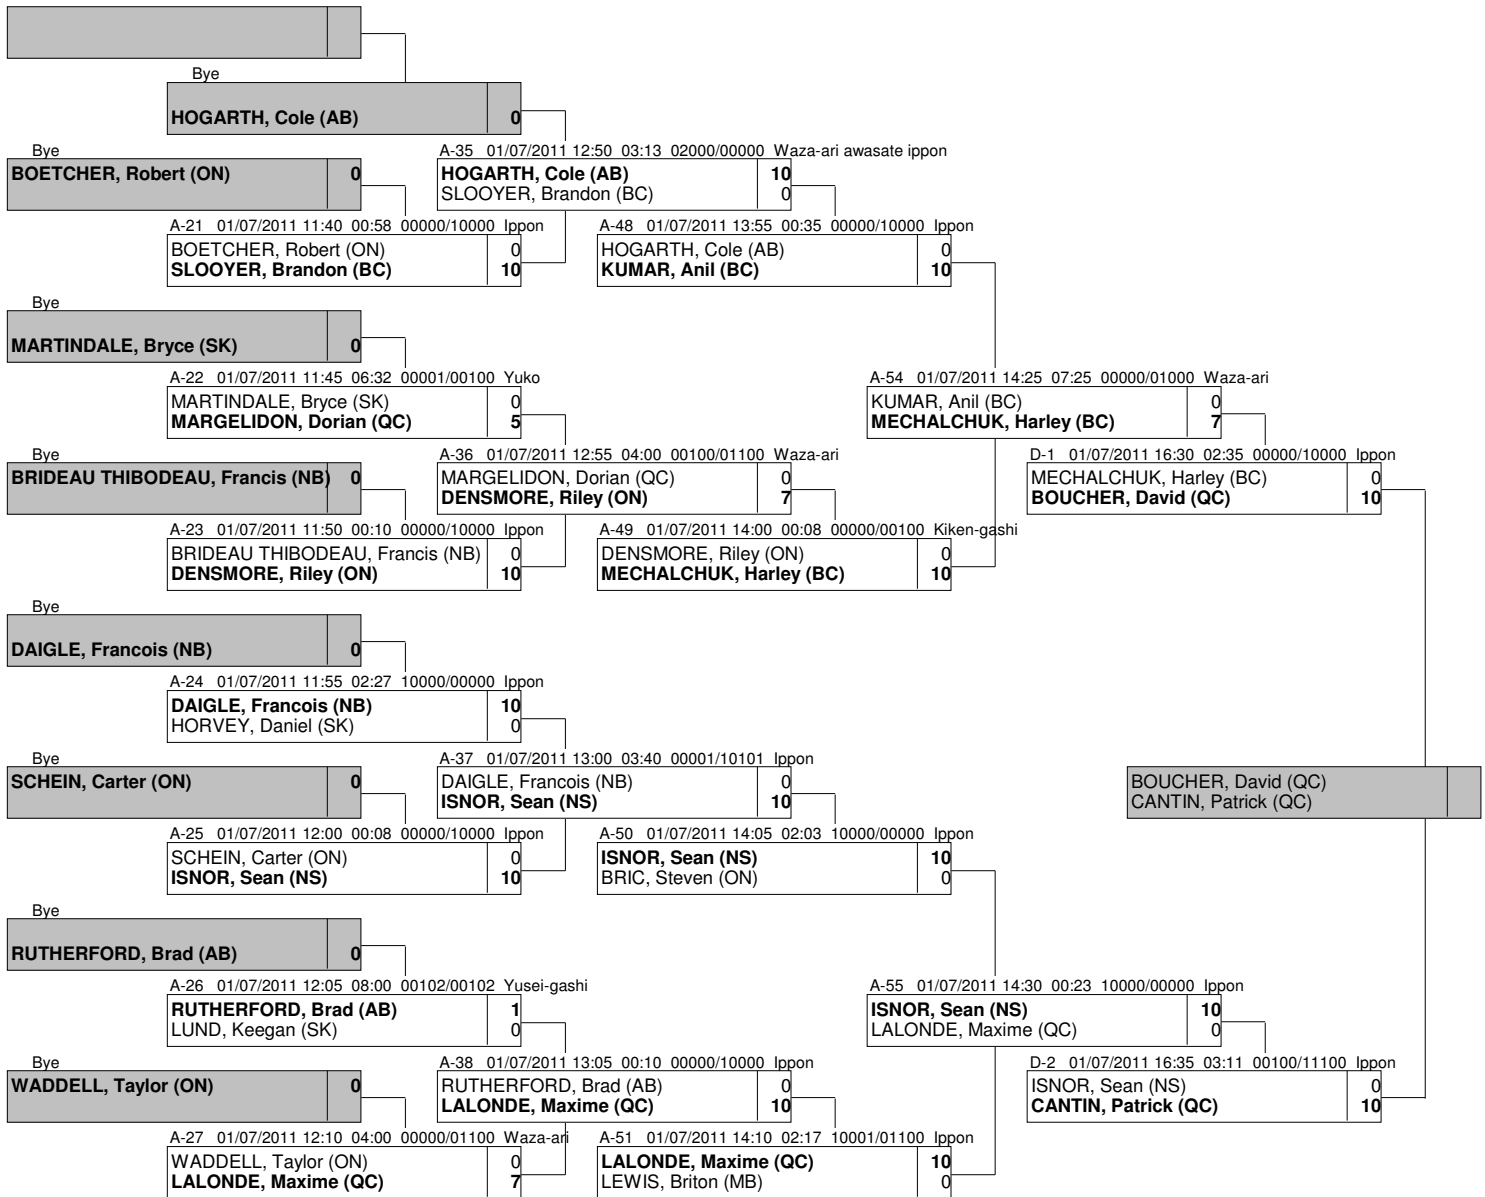 Bye
HOGARTH, Cole (AB) 0
Bye
BOETCHER, Robert (ON) 0
A-35 01/07/2011 12:50 03:13 02000/00000 Waza-ari awasate ippon
HOGARTH, Cole (AB) 10
SLOOYER, Brandon (BC) 0
A-21 01/07/2011 11:40 00:58 00000/10000 Ippon
BOETCHER, Robert (ON) 0
SLOOYER, Brandon (BC) 10
A-48 01/07/2011 13:55 00:35 00000/10000 Ippon
HOGARTH, Cole (AB) 0
KUMAR, Anil (BC) 10
Bye
MARTINDALE, Bryce (SK) 0
A-22 01/07/2011 11:45 06:32 00001/00100 Yuko
MARTINDALE, Bryce (SK) 0
MARGELIDON, Dorian (QC) 5
A-54 01/07/2011 14:25 07:25 00000/01000 Waza-ari
KUMAR, Anil (BC) 0
MECHALCHUK, Harley (BC) 7
Bye
BRIDEAU THIBODEAU, Francis (NB) 0
A-36 01/07/2011 12:55 04:00 00100/01100 Waza-ari
MARGELIDON, Dorian (QC) 0
DENSMORE, Riley (ON) 7
D-1 01/07/2011 16:30 02:35 00000/10000 Ippon
MECHALCHUK, Harley (BC) 0
BOUCHER, David (QC) 10
A-23 01/07/2011 11:50 00:10 00000/10000 Ippon
BRIDEAU THIBODEAU, Francis (NB) 0
DENSMORE, Riley (ON) 10
A-49 01/07/2011 14:00 00:08 00000/00100 Kiken-gashi
DENSMORE, Riley (ON) 0
MECHALCHUK, Harley (BC) 10
Bye
DAIGLE, Francois (NB) 0
A-24 01/07/2011 11:55 02:27 10000/00000 Ippon
DAIGLE, Francois (NB) 10
HORVEY, Daniel (SK) 0
Bye
SCHEIN, Carter (ON) 0
A-37 01/07/2011 13:00 03:40 00001/10101 Ippon
DAIGLE, Francois (NB) 0
ISNOR, Sean (NS) 10
BOUCHER, David (QC)
CANTIN, Patrick (QC)
A-25 01/07/2011 12:00 00:08 00000/10000 Ippon
SCHEIN, Carter (ON) 0
ISNOR, Sean (NS) 10
A-50 01/07/2011 14:05 02:03 10000/00000 Ippon
ISNOR, Sean (NS) 10
BRIC, Steven (ON) 0
Bye
RUTHERFORD, Brad (AB) 0
A-26 01/07/2011 12:05 08:00 00102/00102 Yusei-gashi
RUTHERFORD, Brad (AB) 1
LUND, Keegan (SK) 0
A-55 01/07/2011 14:30 00:23 10000/00000 Ippon
ISNOR, Sean (NS) 10
LALONDE, Maxime (QC) 0
Bye
WADDELL, Taylor (ON) 0
A-38 01/07/2011 13:05 00:10 00000/10000 Ippon
RUTHERFORD, Brad (AB) 0
LALONDE, Maxime (QC) 10
D-2 01/07/2011 16:35 03:11 00100/11100 Ippon
ISNOR, Sean (NS) 0
CANTIN, Patrick (QC) 10
A-27 01/07/2011 12:10 04:00 00000/01100 Waza-ari
WADDELL, Taylor (ON) 0
LALONDE, Maxime (QC) 7
A-51 01/07/2011 14:10 02:17 10001/01100 Ippon
LALONDE, Maxime (QC) 10
LEWIS, Briton (MB) 0